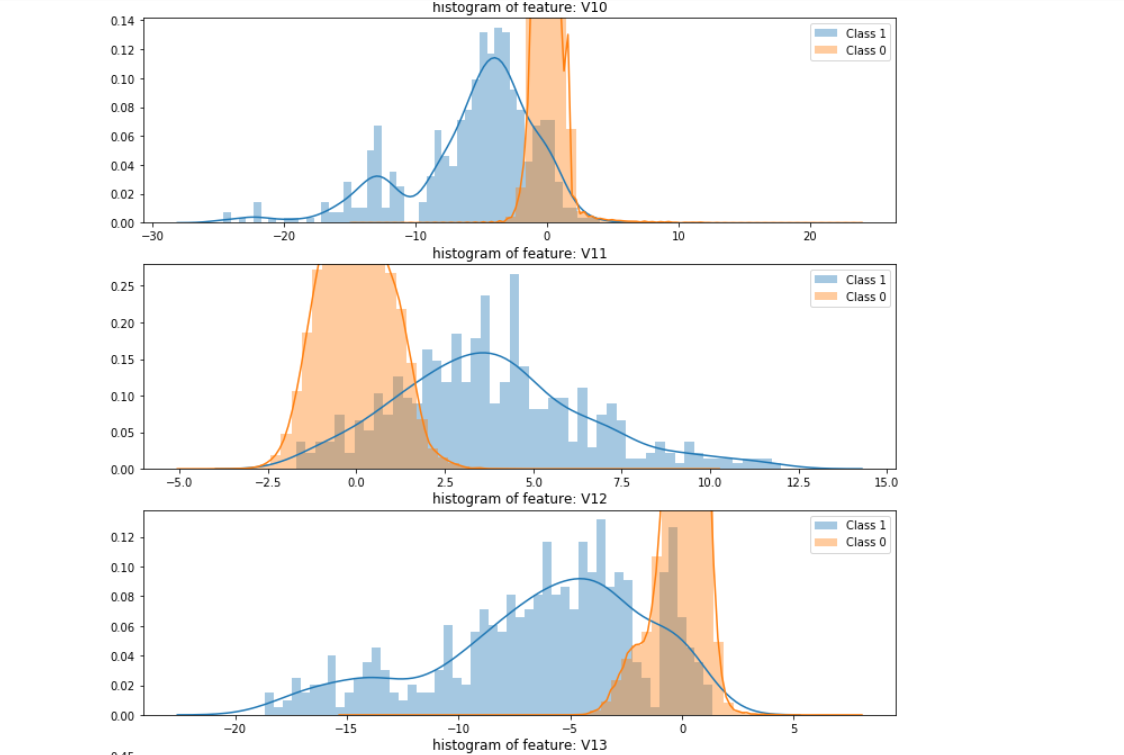 histogram of feature: V10
0.14
Class 1
Class 0
0.12
0.10
0.08
0.06
0.04
0.02
0.00
−30 −20 −10 0 10 20
histogram of feature: V11
Class 1
Class 0
0.25
0.20
0.15
0.10
0.05
0.00
−5.0 −2.5 0.0 2.5 5.0 7.5 10.0 12.5 15.0
histogram of feature: V12
Class 1
Class 0
0.12
0.10
0.08
0.06
0.04
0.02
0.00
−20 −15 −10 −5 0 5
histogram of feature: V13